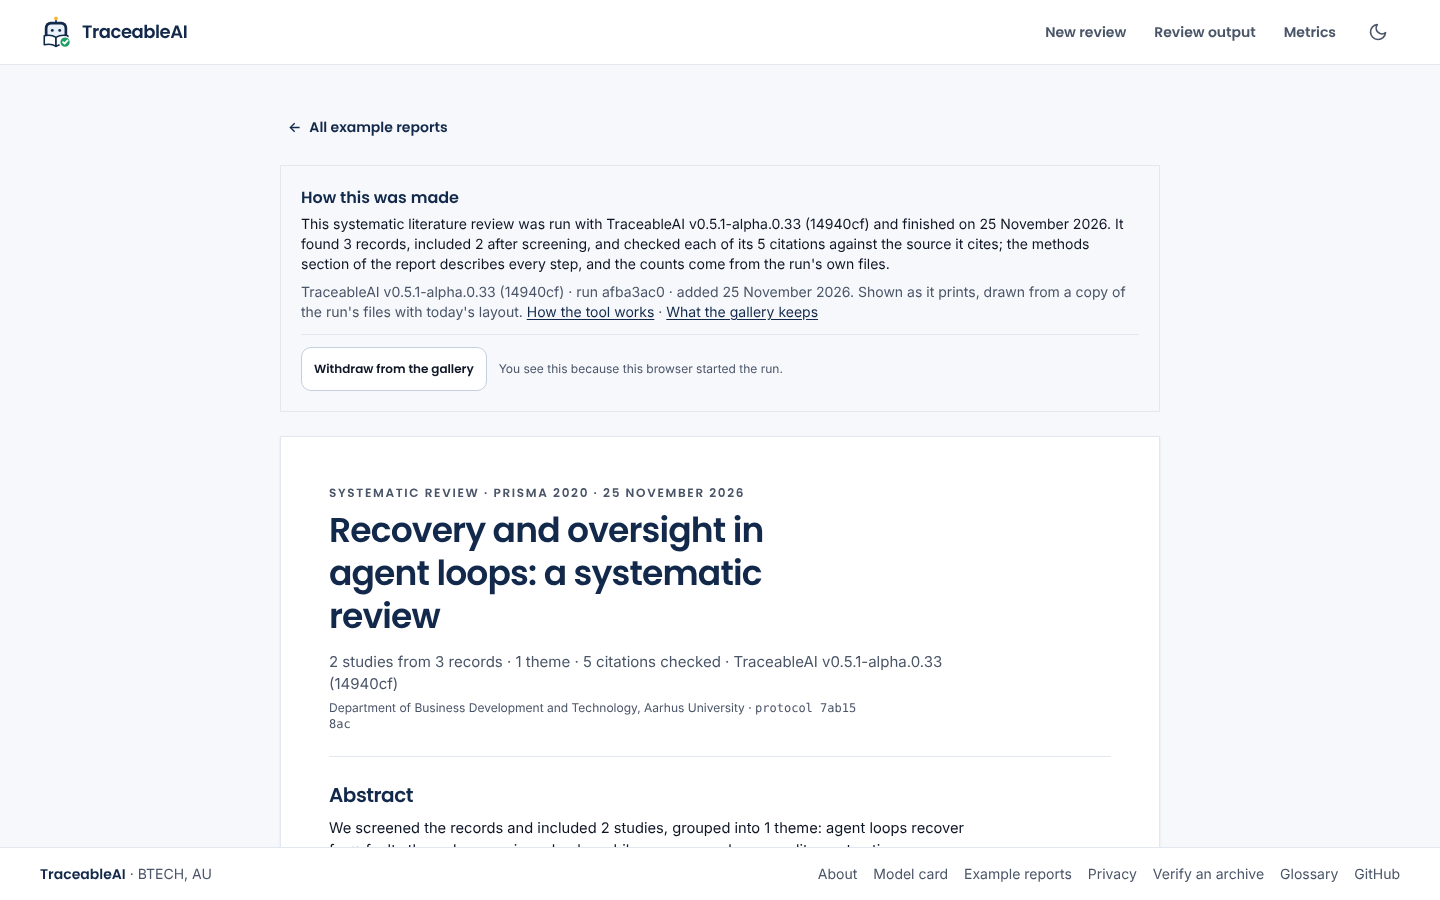 TraceableAI
New review
Review output
Metrics
← All example reports
How this was made
This systematic literature review was run with TraceableAI v0.5.1-alpha.0.33 (14940cf) and finished on 25 November 2026. It
found 3 records, included 2 after screening, and checked each of its 5 citations against the source it cites; the methods
section of the report describes every step, and the counts come from the run's own files.
TraceableAI v0.5.1-alpha.0.33 (14940cf) · run afba3ac0 · added 25 November 2026. Shown as it prints, drawn from a copy of
the run's files with today's layout. How the tool works · What the gallery keeps
Withdraw from the gallery
You see this because this browser started the run.
SYSTEMATIC REVIEW · PRISMA 2020 · 25 NOVEMBER 2026
Recovery and oversight in
agent loops: a systematic
review
2 studies from 3 records · 1 theme · 5 citations checked · TraceableAI v0.5.1-alpha.0.33
(14940cf)
Department of Business Development and Technology, Aarhus University · protocol 7ab15
8ac
Abstract
We screened the records and included 2 studies, grouped into 1 theme: agent loops recover
TraceableAI · BTECH, AU
About
Model card
Example reports
Privacy
Verify an archive
Glossary
GitHub